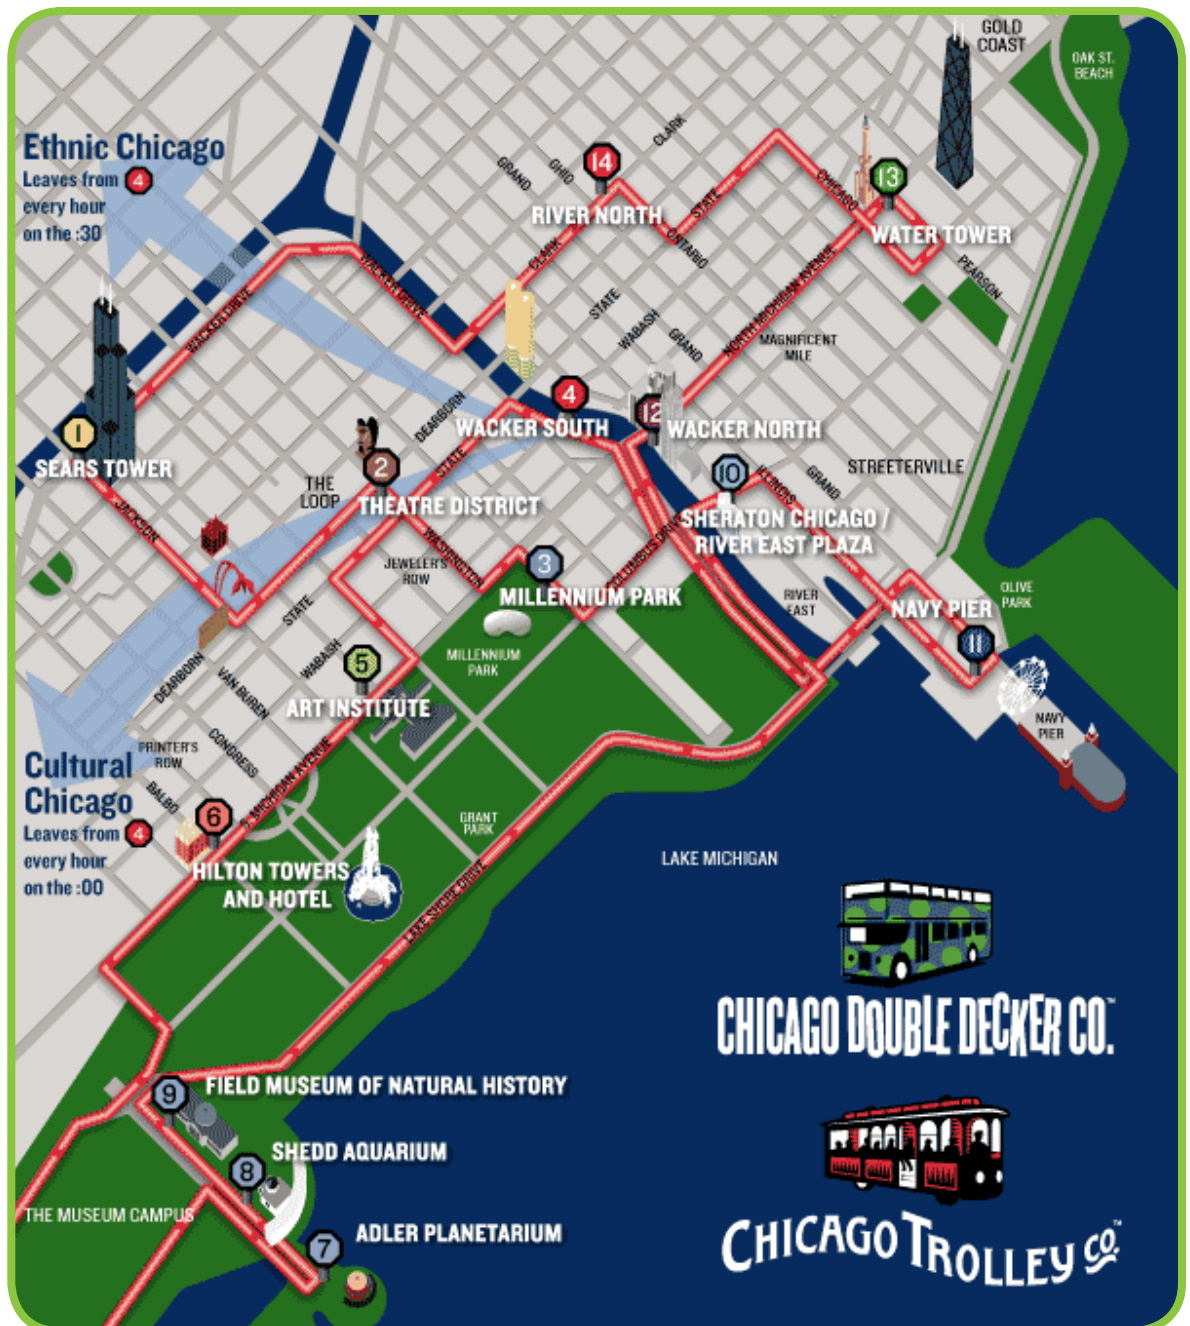 GOLD
COAST
OAK ST.
BEACH
Ethnic Chicago
Leaves from 4
every hour
on the :30
CLARK
OHIO
GRAND
14
RIVER NORTH
STATE
CHICAGO
13
WATER TOWER
ONTARIO
CLARK
PEARSON
WACKER DRIVE
WACKER DRIVE
STATE
WABASH
GRAND
NORTH MICHIGAN AVENUE
MAGNIFICENT
MILE
DEARBORN
4
WACKER SOUTH
12
WACKER NORTH
1
SEARS TOWER
2
THEATRE DISTRICT
STATE
THE
LOOP
10
ILLINOIS
GRAND
STREETERVILLE
SHERATON CHICAGO /
RIVER EAST PLAZA
JACKSON
WASHINGTON
JEWELER'S
ROW
3
MILLENNIUM PARK
COLUMBUS DRIVE
RIVER
EAST
OLIVE
PARK
NAVY PIER
11
NAVY
PIER
STATE
WABASH
MILLENNIUM
PARK
5
ART INSTITUTE
DEARBORN
VAN BUREN
CONGRESS
PRINTER'S
ROW
BALBO
S. MICHIGAN AVENUE
Cultural
Chicago
Leaves from 4
every hour
on the :00
6
HILTON TOWERS
AND HOTEL
GRANT
PARK
LAKE SHORE DRIVE
LAKE MICHIGAN
CHICAGO DOUBLE DECKER CO.™
9
FIELD MUSEUM OF NATURAL HISTORY
8
SHEDD AQUARIUM
THE MUSEUM CAMPUS
7
ADLER PLANETARIUM
CHICAGO TROLLEY CO.™